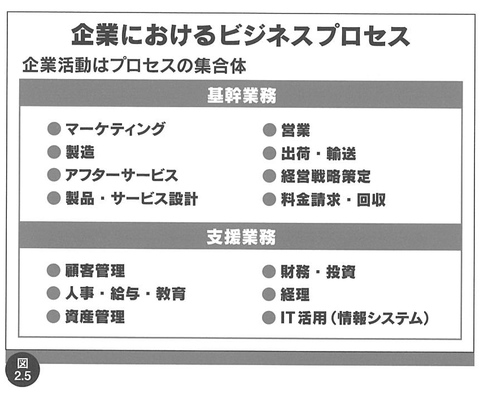 企業におけるビジネスプロセス
企業活動はプロセスの集合体
基幹業務
●マーケティング
●製造
●アフターサービス
●製品・サービス設計
●営業
●出荷・輸送
●経営戦略策定
●料金請求・回収
支援業務
●顧客管理
●人事・給与・教育
●資産管理
●財務・投資
●経理
●IT活用（情報システム）
図
2.5